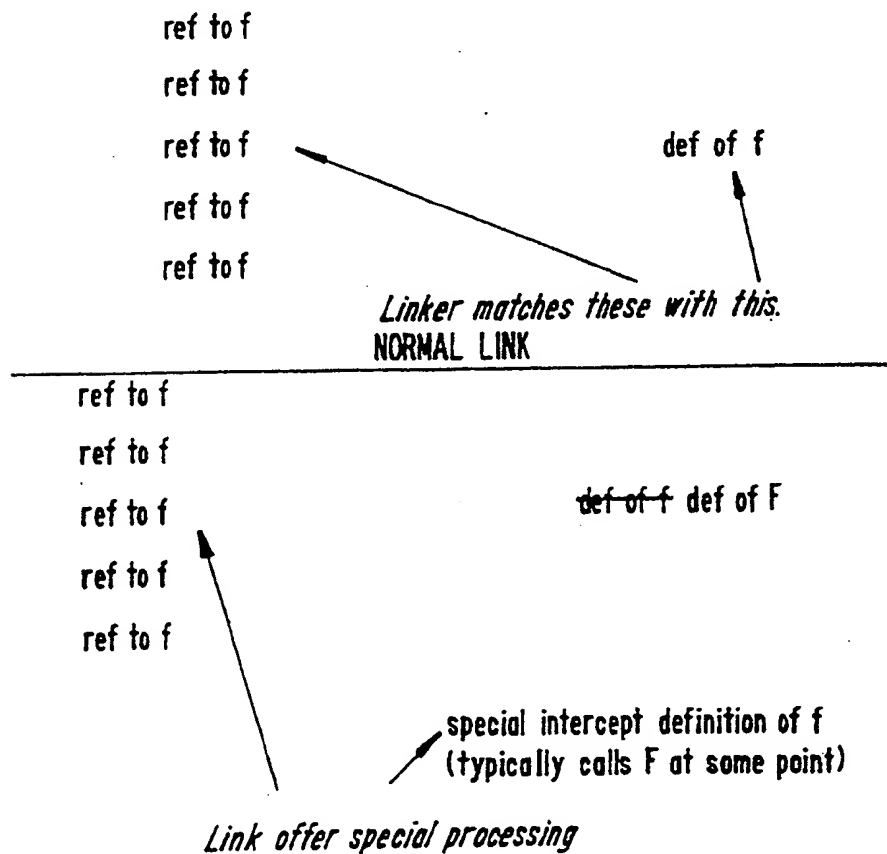 ref to f
ref to f
ref to f def of f
ref to f
ref to f
Linker matches these with this.
NORMAL LINK
ref to f
ref to f
ref to f def of f def of F
ref to f
ref to f
special intercept definition of f
(typically calls F at some point)
Link offer special processing